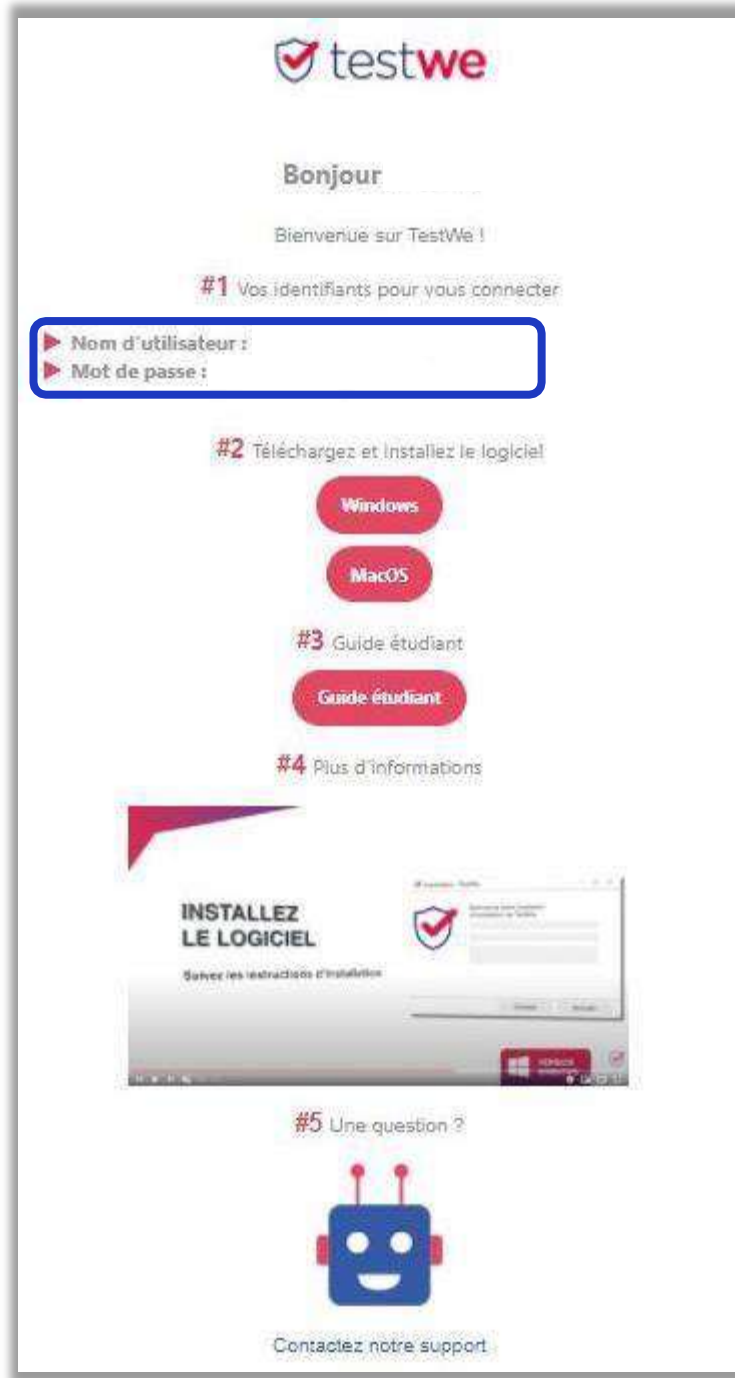 testwe
Bonjour
Bienvenue sur TestWe !
#1 Vos identifiants pour vous connecter
Nom d'utilisateur :
Mot de passe :
#2 Téléchargez et installez le logiciel
Windows
MacOS
#3 Guide étudiant
Guide étudiant
#4 Plus d'informations
INSTALLEZ
LE LOGICIEL
Suivez les instructions d'installation
#5 Une question ?
Contactez notre support